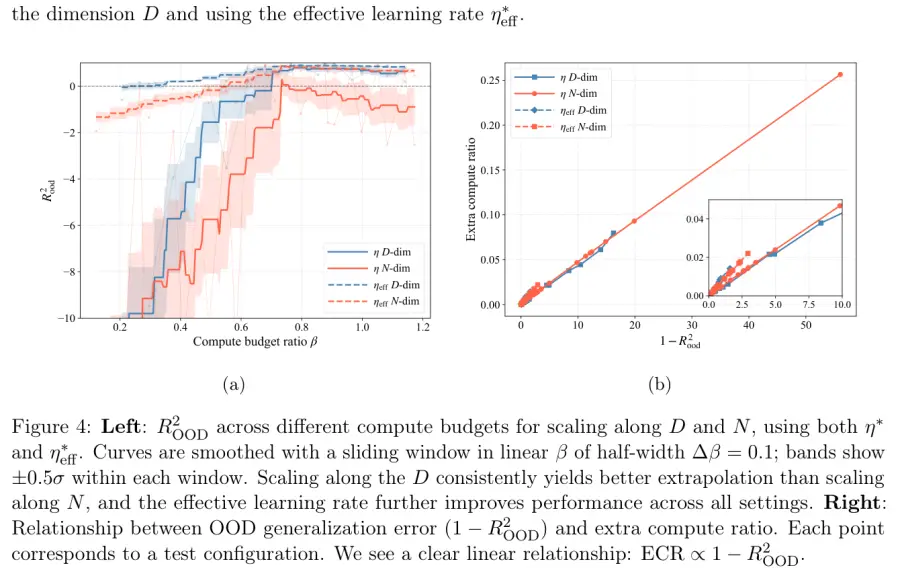 the dimension D and using the effective learning rate η*eff.
0
−2
−4
−6
−8
−10
R²ood
0.2 0.4 0.6 0.8 1.0 1.2
Compute budget ratio β
η D-dim
η N-dim
ηeff D-dim
ηeff N-dim
(a)
0.25
0.20
0.15
0.10
0.05
0.00
Extra compute ratio
0 10 20 30 40 50
1 − R²ood
η D-dim
η N-dim
ηeff D-dim
ηeff N-dim
0.04
0.02
0.00
0.0 2.5 5.0 7.5 10.0
(b)
Figure 4: Left: R²OOD across different compute budgets for scaling along D and N, using both η*
and η*eff. Curves are smoothed with a sliding window in linear β of half-width Δβ = 0.1; bands show
±0.5σ within each window. Scaling along the D consistently yields better extrapolation than scaling
along N, and the effective learning rate further improves performance across all settings. Right:
Relationship between OOD generalization error (1 − R²OOD) and extra compute ratio. Each point
corresponds to a test configuration. We see a clear linear relationship: ECR ∝ 1 − R²OOD.